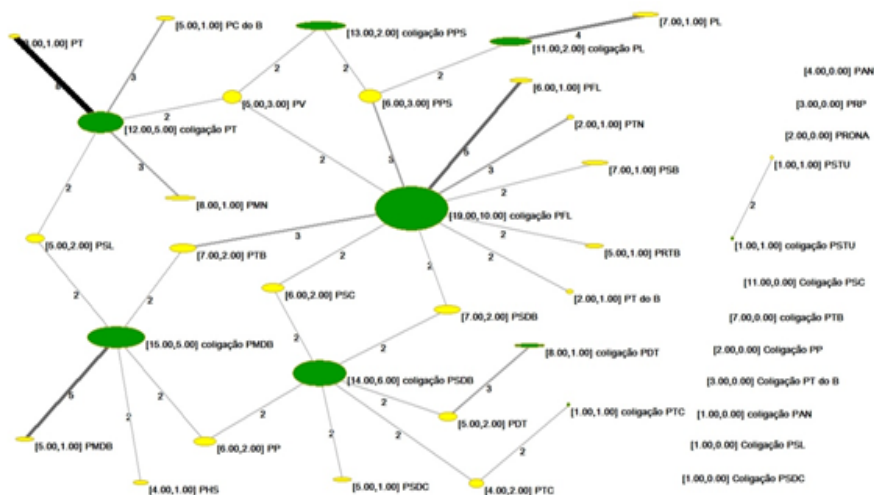 [7.00,1.00] PL
[5.00,1.00] PC do B
[13.00,2.00] coligação PPS
4
.00,1.00] PT
[11.00,2.00] coligação PL
2
2
2
[4.00,0.00] PAN
3
[6.00,1.00] PFL
[5.00,3.00] PV
[6.00,3.00] PPS
[3.00,0.00] PRP
2
[2.00,1.00] PTN
[12.00,5.00] coligação PT
[2.00,0.00] PRONA
5
2
3
3
[1.00,1.00] PSTU
3
[7.00,1.00] PSB
2
2
[8.00,1.00] PMN
2
[19.00,10.00] coligação PFL
3
2
[1.00,1.00] coligação PSTU
[5.00,2.00] PSL
[7.00,2.00] PTB
[5.00,1.00] PRTB
2
2
2
[11.00,0.00] Coligação PSC
[6.00,2.00] PSC
[2.00,1.00] PT do B
2
2
[7.00,2.00] PSDB
[7.00,0.00] coligação PTB
2
[15.00,5.00] coligação PMDB
2
[8.00,1.00] coligação PDT
[2.00,0.00] Coligação PP
[14.00,6.00] coligação PSDB
[3.00,0.00] Coligação PT do B
3
5
2
2
2
[1.00,1.00] coligação PTC
[1.00,0.00] coligação PAN
2
[5.00,2.00] PDT
[5.00,1.00] PMDB
[6.00,2.00] PP
2
2
2
[1.00,0.00] Coligação PSL
[4.00,1.00] PHS
[5.00,1.00] PSDC
[4.00,2.00] PTC
[1.00,0.00] Coligação PSDC